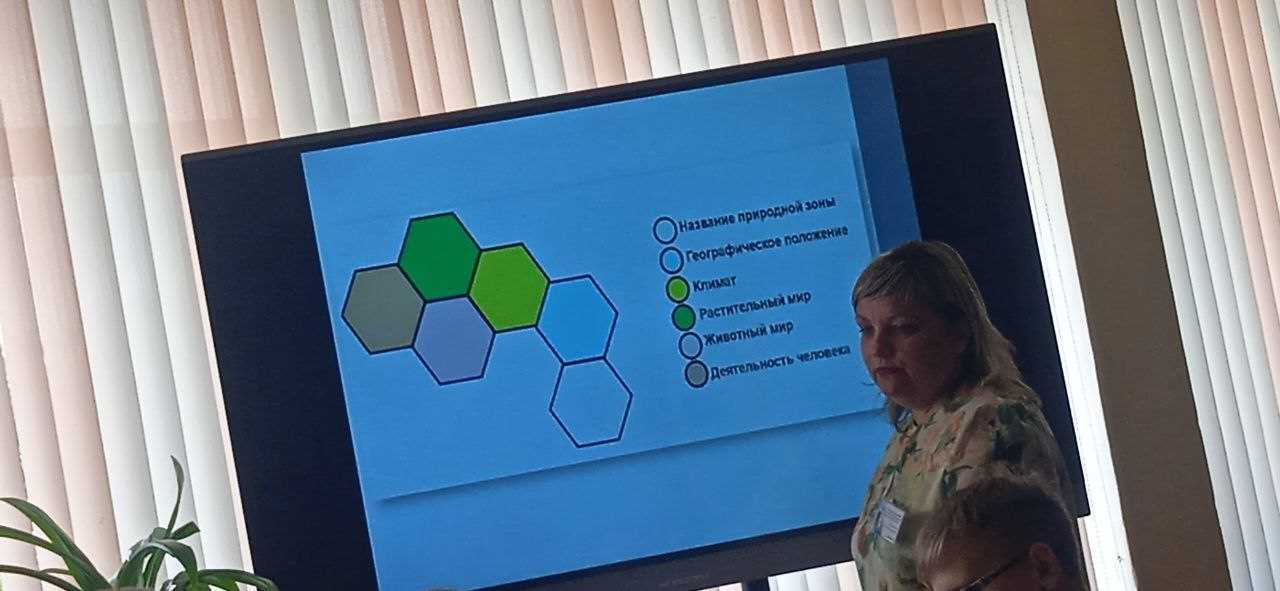 Название природной зоны
Географическое положение
Климат
Растительный мир
Животный мир
Деятельность человека